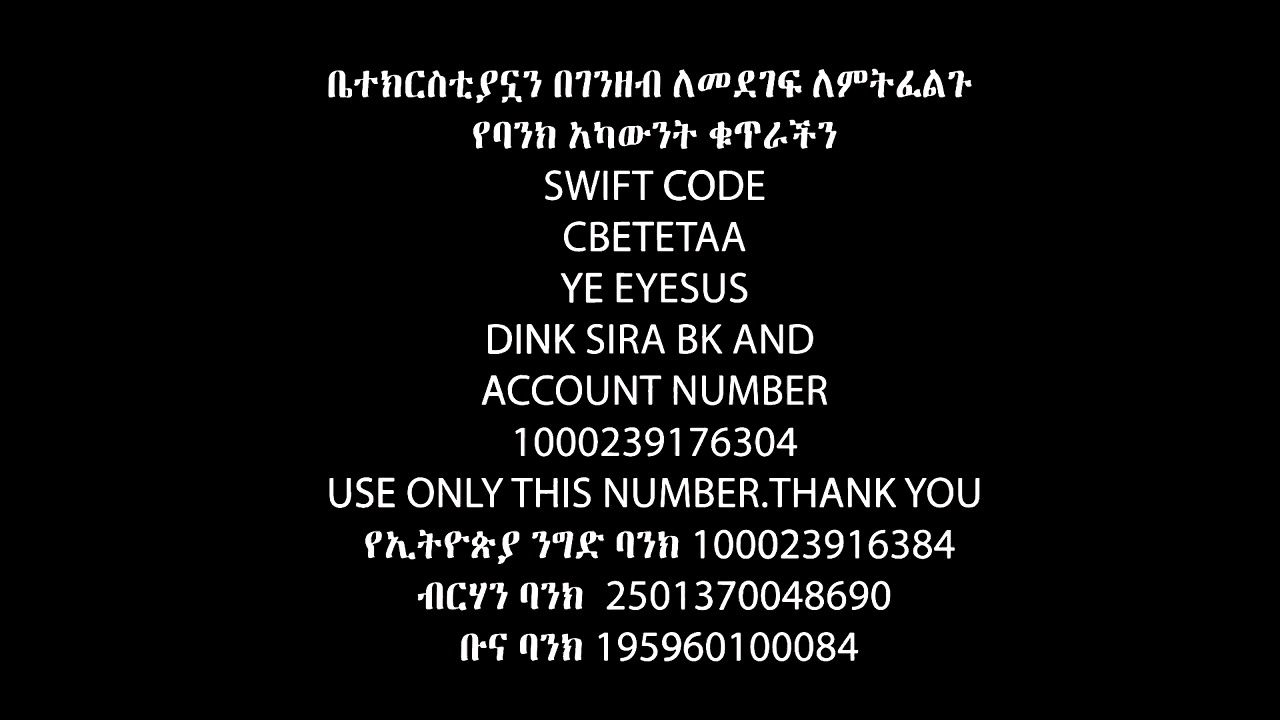 ቤተክርስቲያኗን በገንዘብ ለመደገፍ ለምትፈልጉ
የባንክ አካውንት ቁጥራችን
SWIFT CODE
CBETETAA
YE EYESUS
DINK SIRA BK AND
ACCOUNT NUMBER
1000239176304
USE ONLY THIS NUMBER.THANK YOU
የኢትዮጵያ ንግድ ባንክ 100023916384
ብርሃን ባንክ 2501370048690
ቡና ባንክ 195960100084